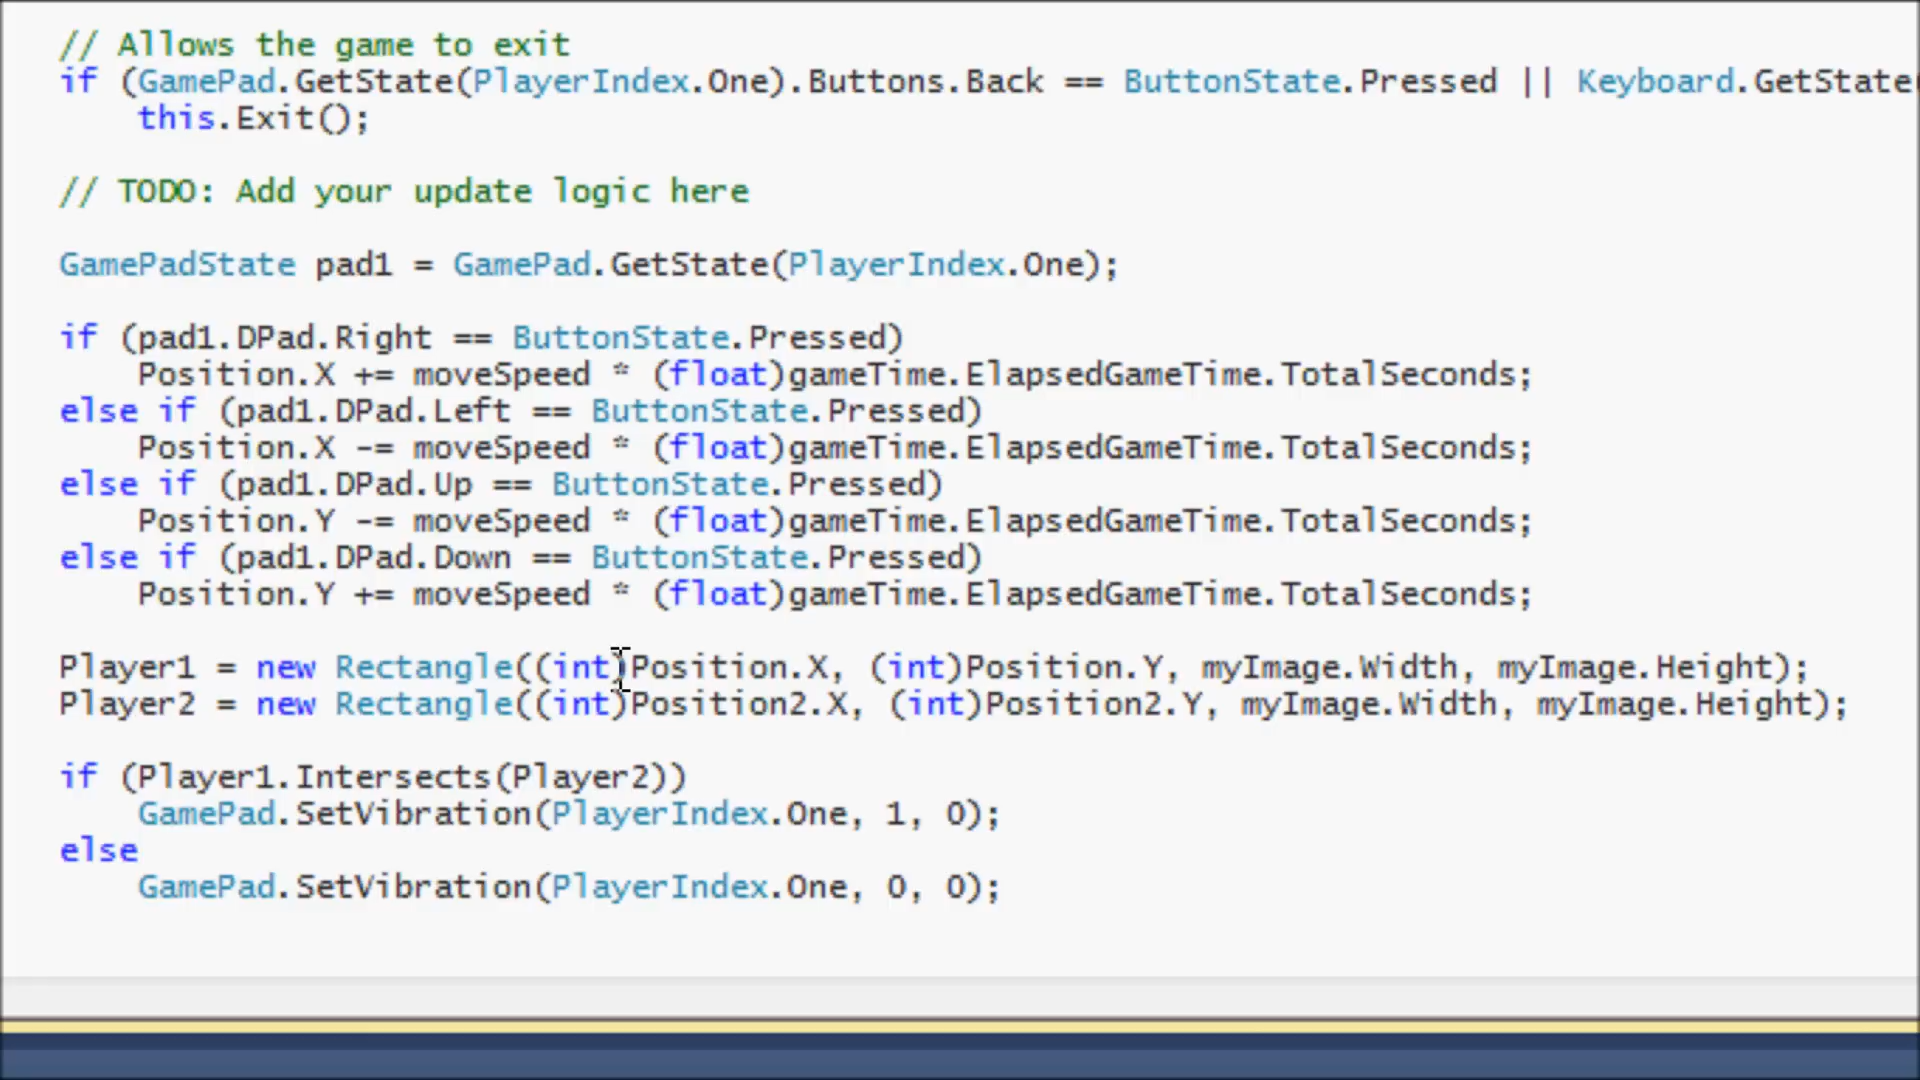 // Allows the game to exit
if (GamePad.GetState(PlayerIndex.One).Buttons.Back == ButtonState.Pressed || Keyboard.GetState(
this.Exit();
// TODO: Add your update logic here
GamePadState pad1 = GamePad.GetState(PlayerIndex.One);
if (pad1.DPad.Right == ButtonState.Pressed)
Position.X += moveSpeed * (float)gameTime.ElapsedGameTime.TotalSeconds;
else if (pad1.DPad.Left == ButtonState.Pressed)
Position.X -= moveSpeed * (float)gameTime.ElapsedGameTime.TotalSeconds;
else if (pad1.DPad.Up == ButtonState.Pressed)
Position.Y -= moveSpeed * (float)gameTime.ElapsedGameTime.TotalSeconds;
else if (pad1.DPad.Down == ButtonState.Pressed)
Position.Y += moveSpeed * (float)gameTime.ElapsedGameTime.TotalSeconds;
Player1 = new Rectangle((int)Position.X, (int)Position.Y, myImage.Width, myImage.Height);
Player2 = new Rectangle((int)Position2.X, (int)Position2.Y, myImage.Width, myImage.Height);
if (Player1.Intersects(Player2))
GamePad.SetVibration(PlayerIndex.One, 1, 0);
else
GamePad.SetVibration(PlayerIndex.One, 0, 0);